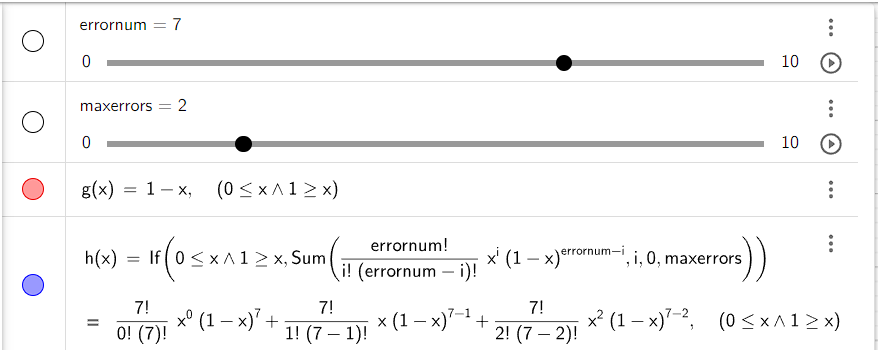 errornum = 7
0 10
maxerrors = 2
0 10
g(x) = 1 − x, (0 ≤ x ∧ 1 ≥ x)
h(x) = If(0 ≤ x ∧ 1 ≥ x, Sum(errornum! / i! (errornum − i)! xⁱ (1 − x)^errornum−i, i, 0, maxerrors))
= 7! / 0! (7)! x⁰ (1 − x)⁷ + 7! / 1! (7 − 1)! x (1 − x)⁷⁻¹ + 7! / 2! (7 − 2)! x² (1 − x)⁷⁻², (0 ≤ x ∧ 1 ≥ x)